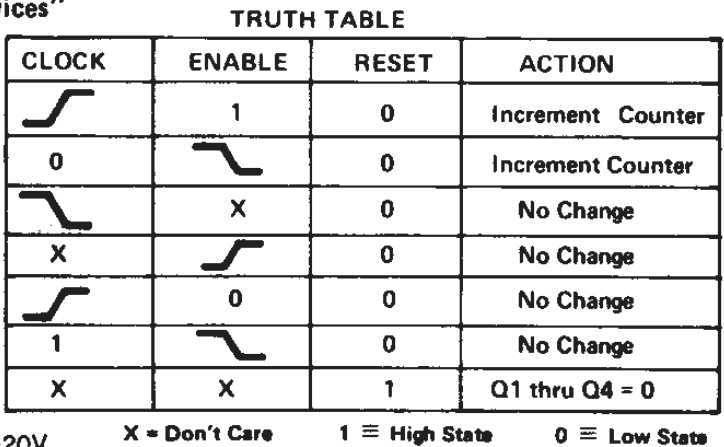 vices"
TRUTH TABLE
CLOCK ENABLE RESET ACTION
1 0 Increment Counter
0 0 Increment Counter
X 0 No Change
X 0 No Change
0 0 No Change
1 0 No Change
X X 1 Q1 thru Q4 = 0
20V X = Don't Care 1 ≡ High State 0 ≡ Low State